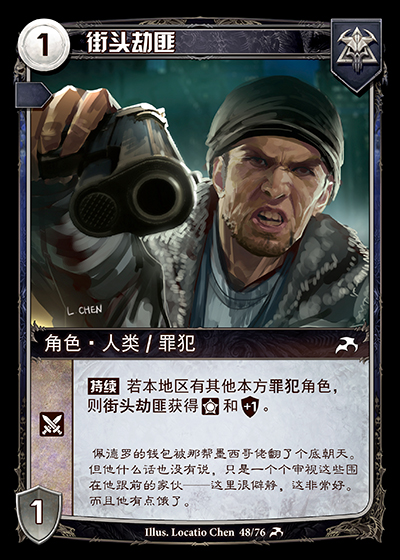 1
街头劫匪
L CHEN
角色·人类 / 罪犯
持续 若本地区有其他本方罪犯角色，
则街头劫匪获得 和 +1 。
佩德罗的钱包被那帮墨西哥佬翻了个底朝天。
但他什么话也没有说，只是一个个审视这些围
在他跟前的家伙——这里很僻静，这非常好。
而且他有点饿了。
1
Illus. Locatio Chen 48/76